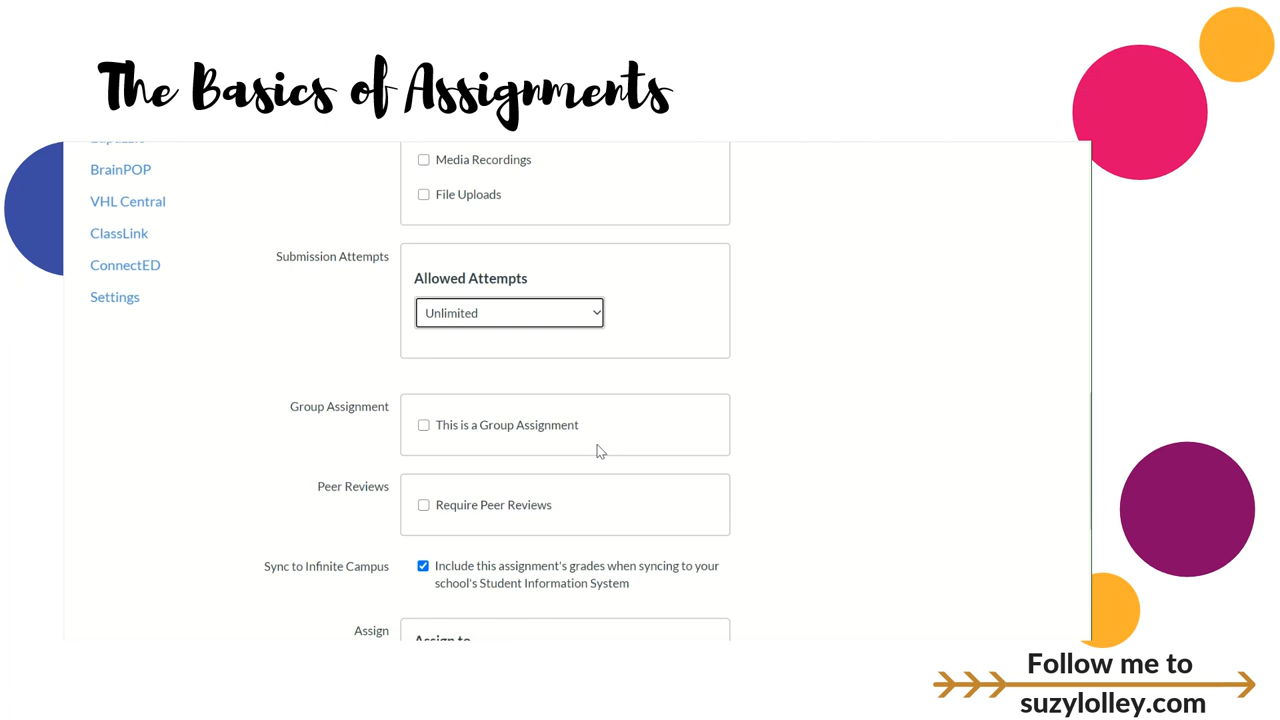 The Basics of Assignments
BrainPOP
VHL Central
ClassLink
ConnectED
Settings
Media Recordings
File Uploads
Submission Attempts
Allowed Attempts
Unlimited
Group Assignment
This is a Group Assignment
Peer Reviews
Require Peer Reviews
Sync to Infinite Campus
Include this assignment's grades when syncing to your
school's Student Information System
Assign
Assign to
Follow me to
suzylolley.com